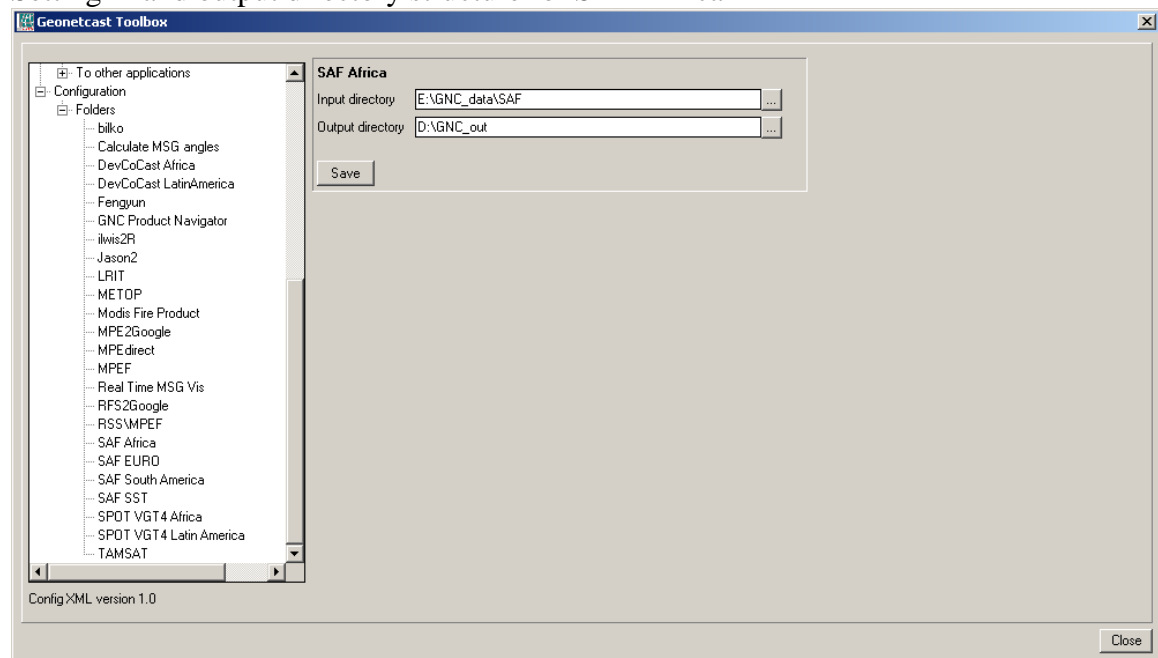 Geonetcast Toolbox
To other applications
Configuration
Folders
bilko
Calculate MSG angles
DevCoCast Africa
DevCoCast LatinAmerica
Fengyun
GNC Product Navigator
ilwis2R
Jason2
LRIT
METOP
Modis Fire Product
MPE2Google
MPEdirect
MPEF
Real Time MSG Vis
RFS2Google
RSS\MPEF
SAF Africa
SAF EURO
SAF South America
SAF SST
SPOT VGT4 Africa
SPOT VGT4 Latin America
TAMSAT
Config XML version 1.0
SAF Africa
Input directory E:\GNC_data\SAF ...
Output directory D:\GNC_out ...
Save
Close